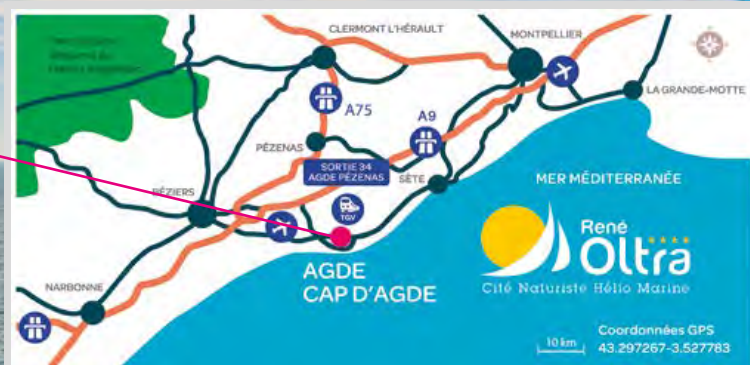 CLERMONT L'HÉRAULT
MONTPELLIER
LA GRANDE-MOTTE
A75
A9
PÉZENAS
SORTIE 34
AGDE PÉZENAS
SÈTE
BÉZIERS
TGV
MER MÉDITERRANÉE
AGDE
CAP D'AGDE
René
Oltra
Cité Naturiste Hélio Marine
NARBONNE
10 km
Coordonnées GPS
43.297267-3.527783